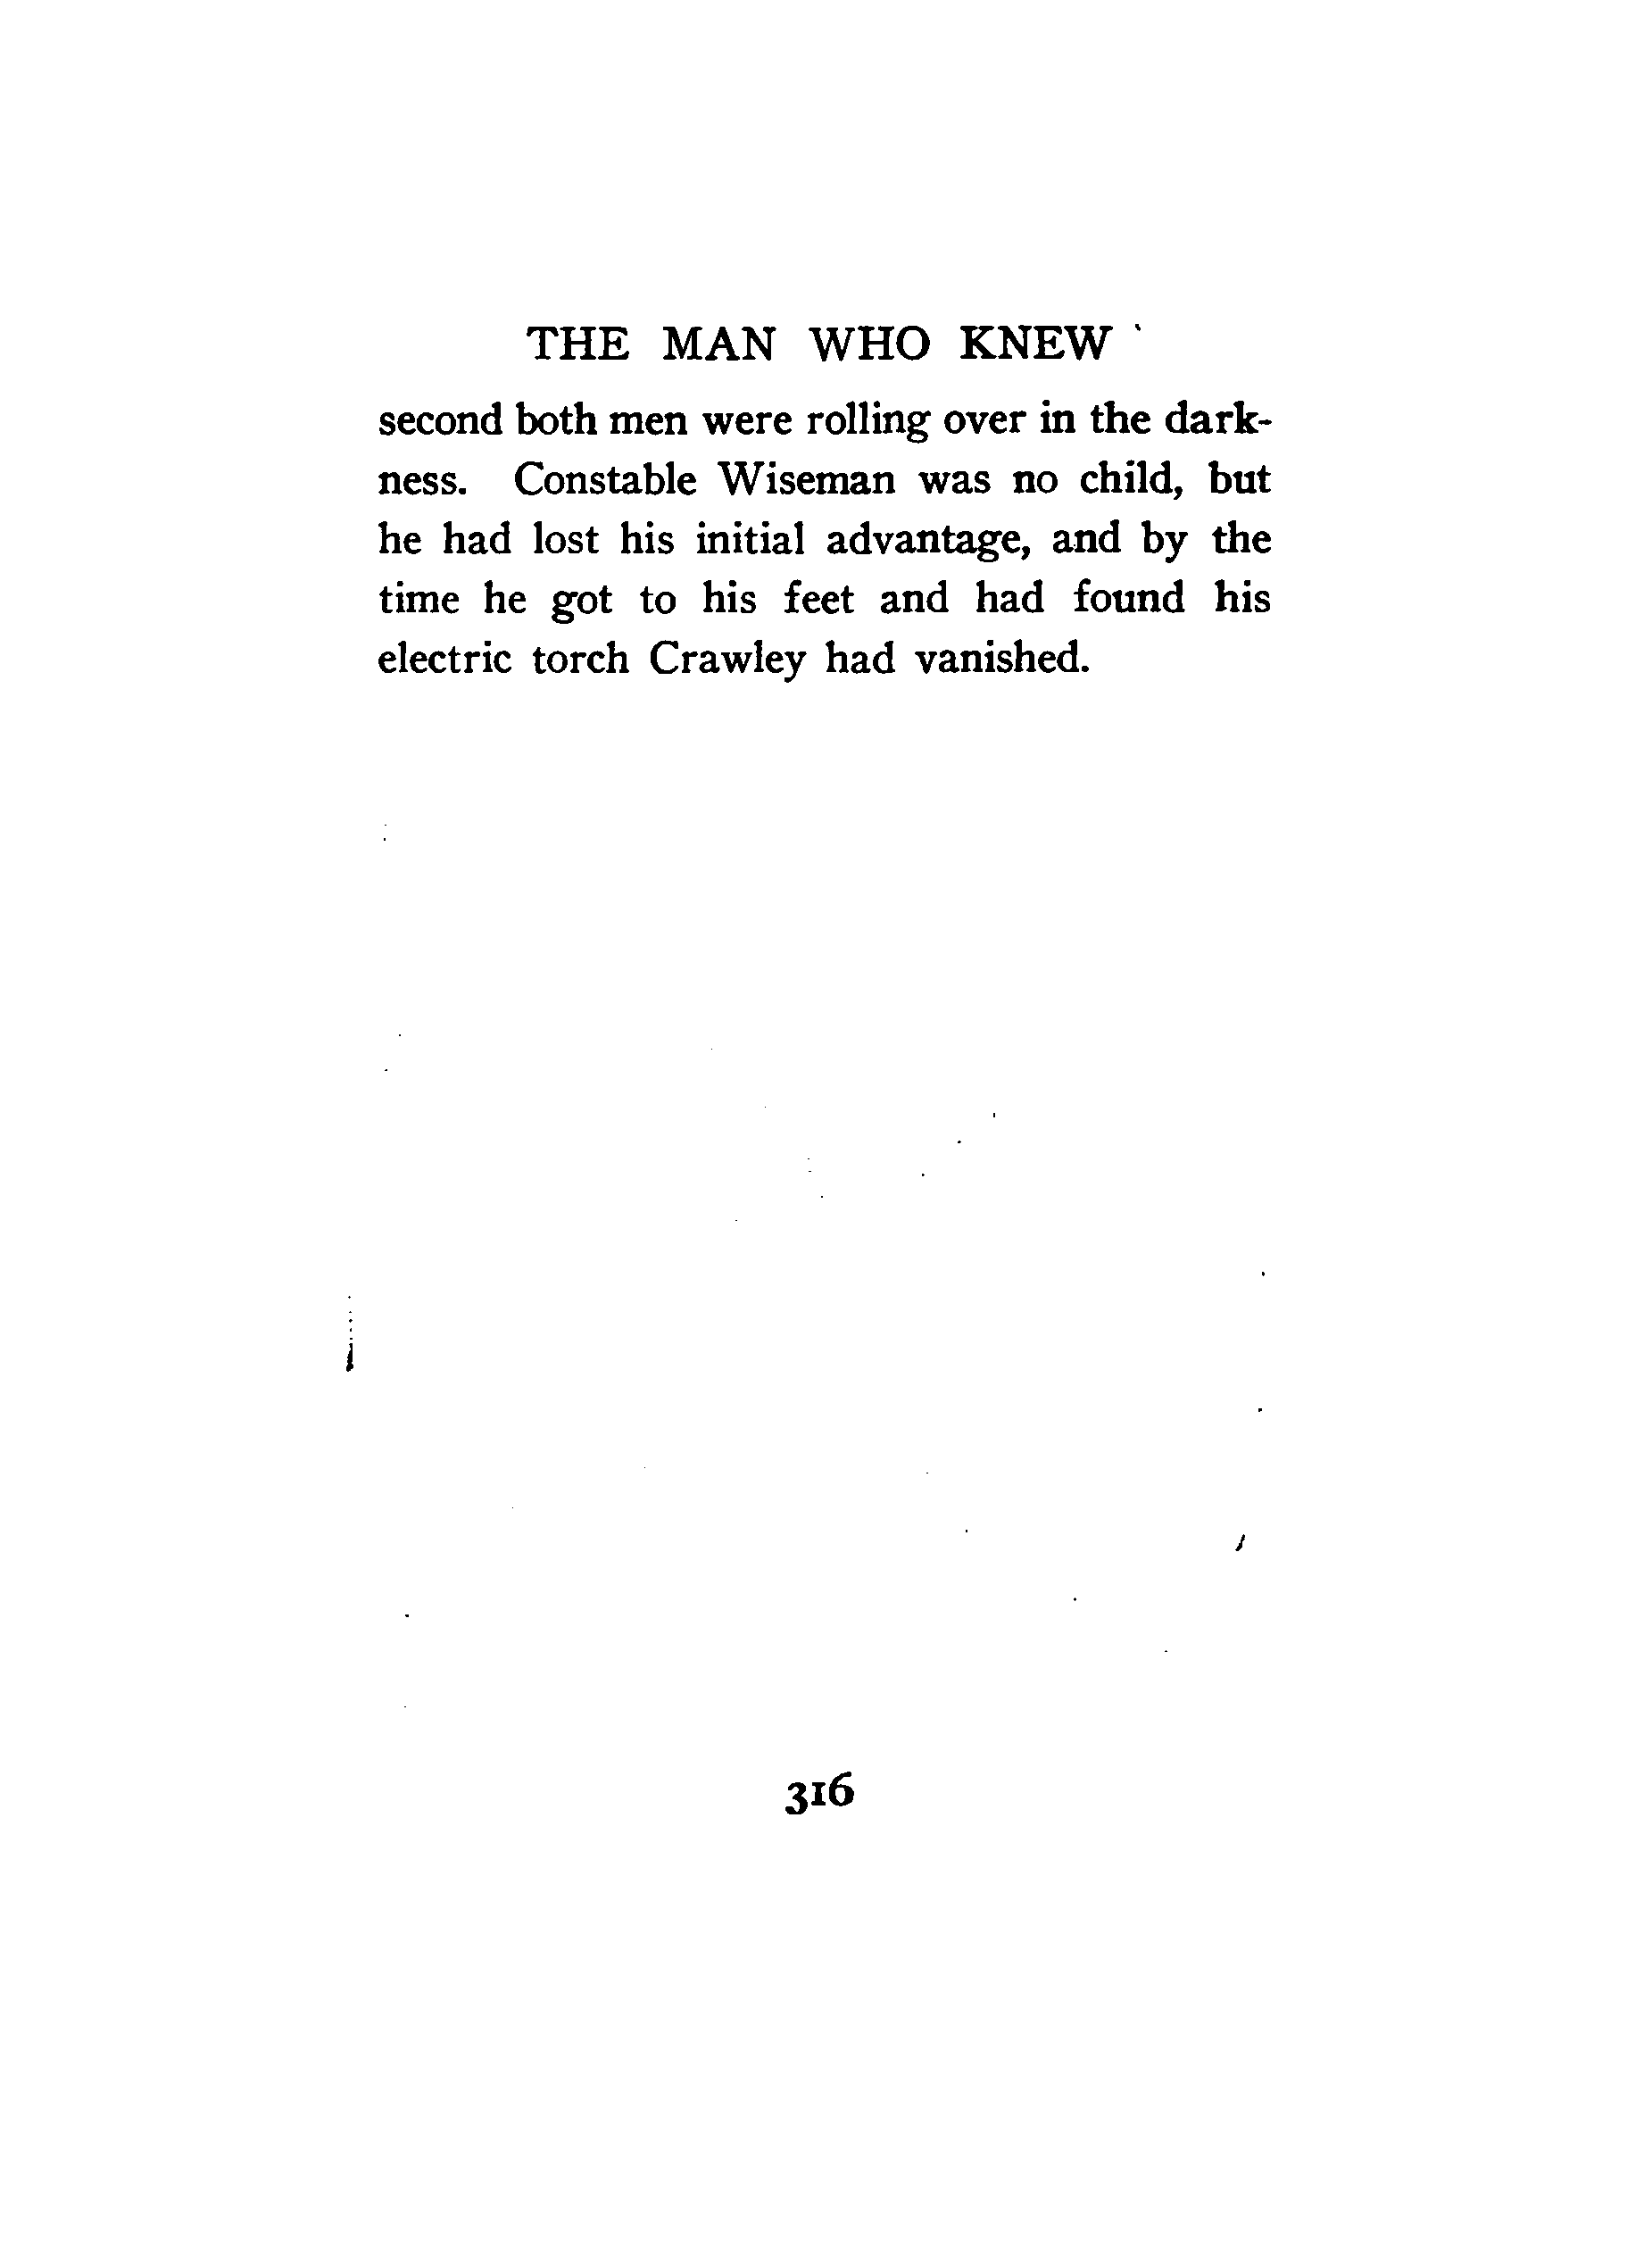 THE MAN WHO KNEW
second both men were rolling over in the dark-
ness. Constable Wiseman was no child, but
he had lost his initial advantage, and by the
time he got to his feet and had found his
electric torch Crawley had vanished.
316